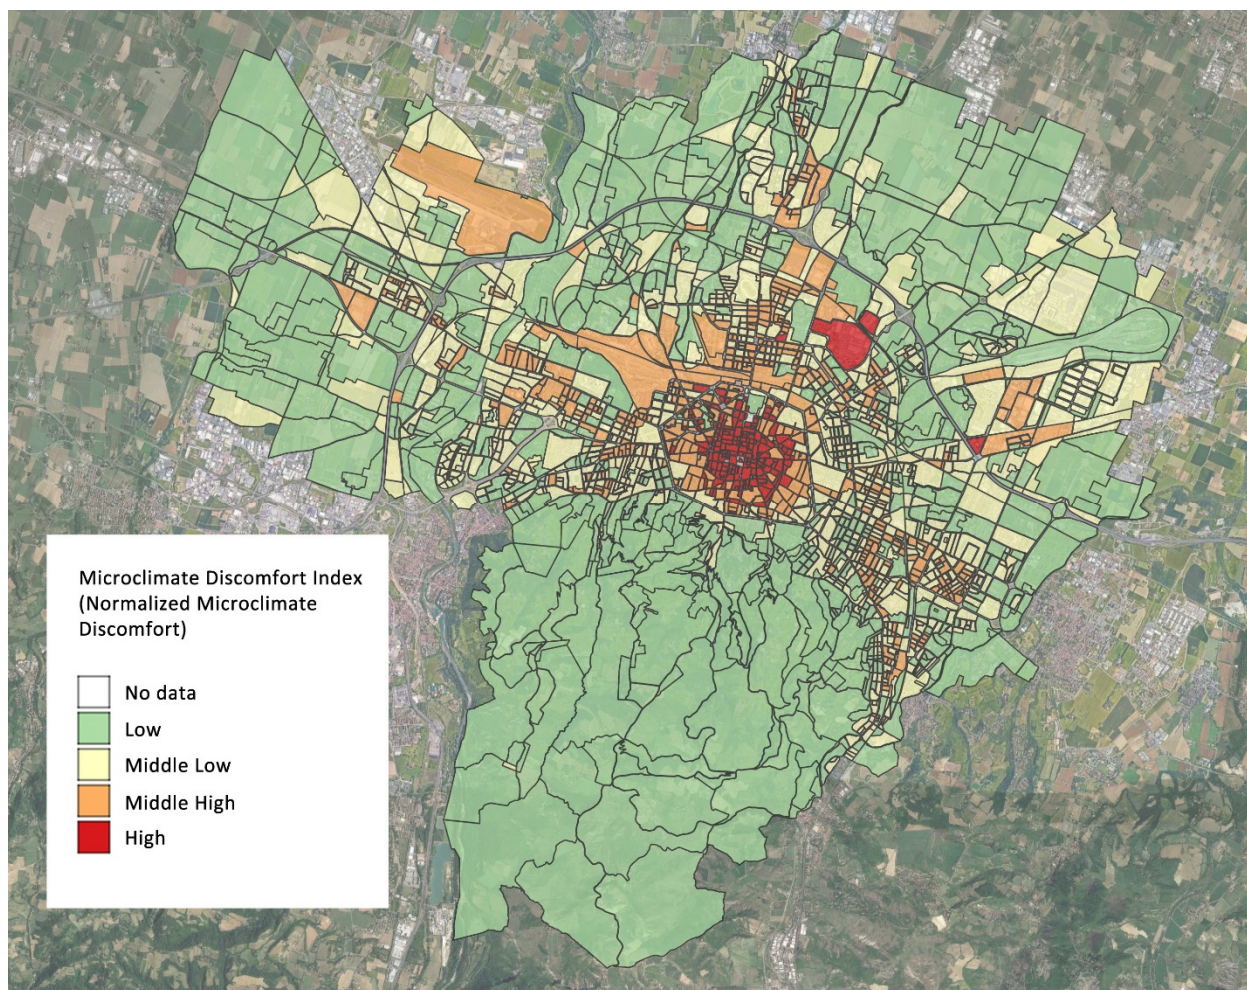 Microclimate Discomfort Index
(Normalized Microclimate
Discomfort)
No data
Low
Middle Low
Middle High
High